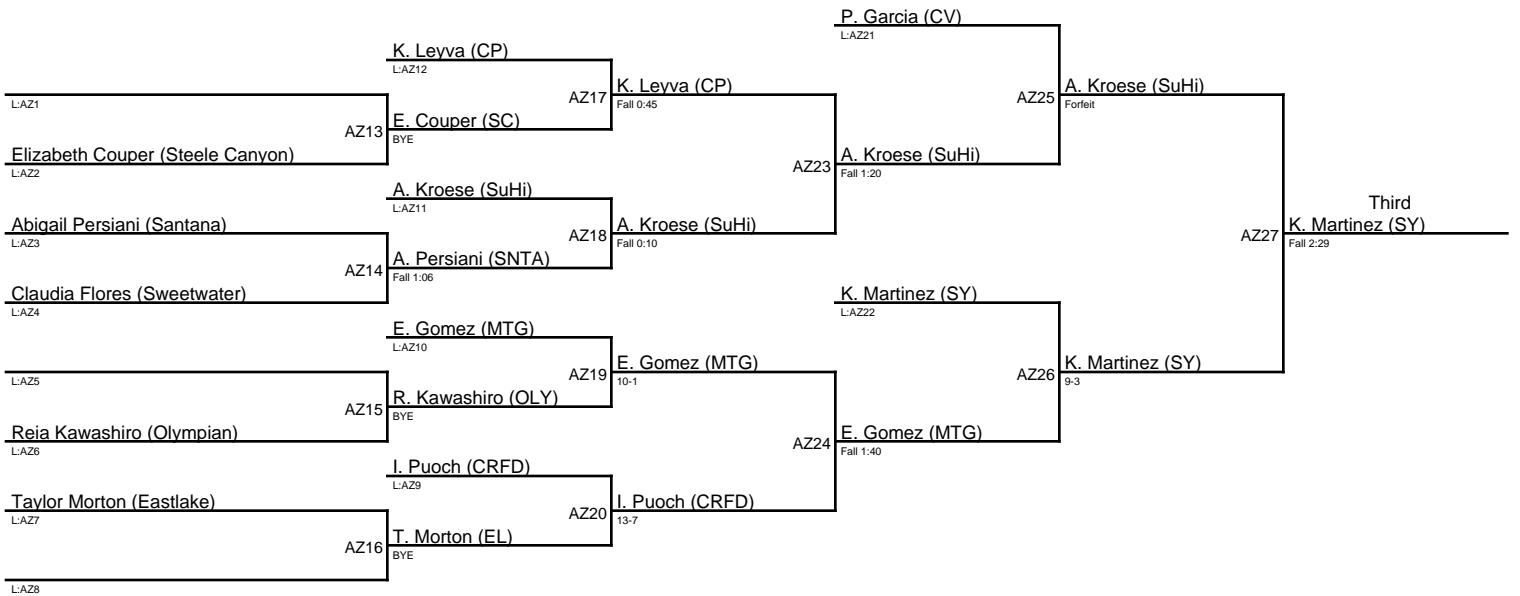 P. Garcia (CV)
L:AZ21
K. Leyva (CP)
L:AZ12
K. Leyva (CP)
Fall 0:45
AZ17
A. Kroese (SuHi)
Forfeit
AZ25
L:AZ1
E. Couper (SC)
BYE
AZ13
Elizabeth Couper (Steele Canyon)
L:AZ2
A. Kroese (SuHi)
Fall 1:20
AZ23
A. Kroese (SuHi)
L:AZ11
Third
Abigail Persiani (Santana)
L:AZ3
A. Kroese (SuHi)
Fall 0:10
AZ18
K. Martinez (SY)
Fall 2:29
AZ27
A. Persiani (SNTA)
Fall 1:06
AZ14
Claudia Flores (Sweetwater)
L:AZ4
K. Martinez (SY)
L:AZ22
E. Gomez (MTG)
L:AZ10
L:AZ5
E. Gomez (MTG)
10-1
AZ19
K. Martinez (SY)
9-3
AZ26
R. Kawashiro (OLY)
BYE
AZ15
Reia Kawashiro (Olympian)
L:AZ6
E. Gomez (MTG)
Fall 1:40
AZ24
I. Puoch (CRFD)
L:AZ9
Taylor Morton (Eastlake)
L:AZ7
I. Puoch (CRFD)
13-7
AZ20
T. Morton (EL)
BYE
AZ16
L:AZ8